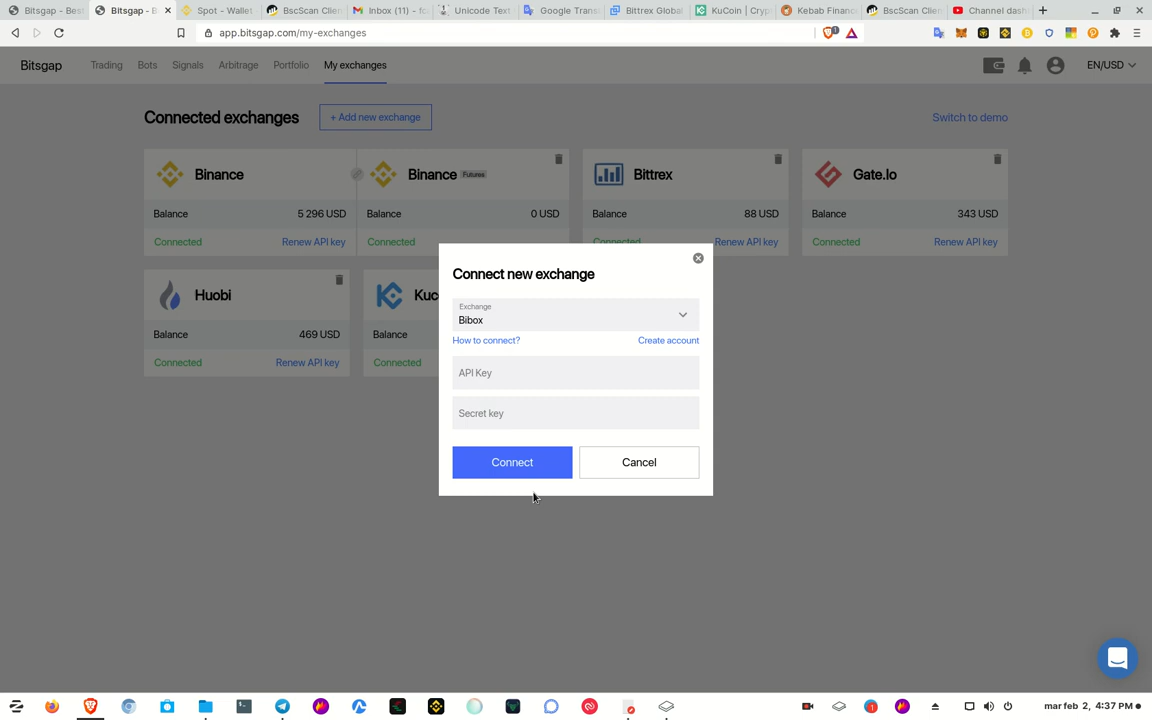 Bitsgap - Bes
Bitsgap - B
Spot - Wallet
BscScan Clien
Inbox (11) - fc
Unicode Text
Google Trans
Bittrex Global
KuCoin | Cryp
Kebab Financ
BscScan Clien
Channel dash
app.bitsgap.com/my-exchanges
Bitsgap
Trading
Bots
Signals
Arbitrage
Portfolio
My exchanges
EN/USD
Connected exchanges
+ Add new exchange
Switch to demo
Binance
Binance Futures
Bittrex
Gate.Io
Balance 5 296 USD
Balance 0 USD
Balance 88 USD
Balance 343 USD
Connected Renew API key
Connected
Connected Renew API key
Connected Renew API key
Huobi
Kuc
Balance 469 USD
Balance
Connected Renew API key
Connected
Connect new exchange
Exchange
Bibox
How to connect?
Create account
API Key
Secret key
Connect
Cancel
mar feb 2, 4:37 PM